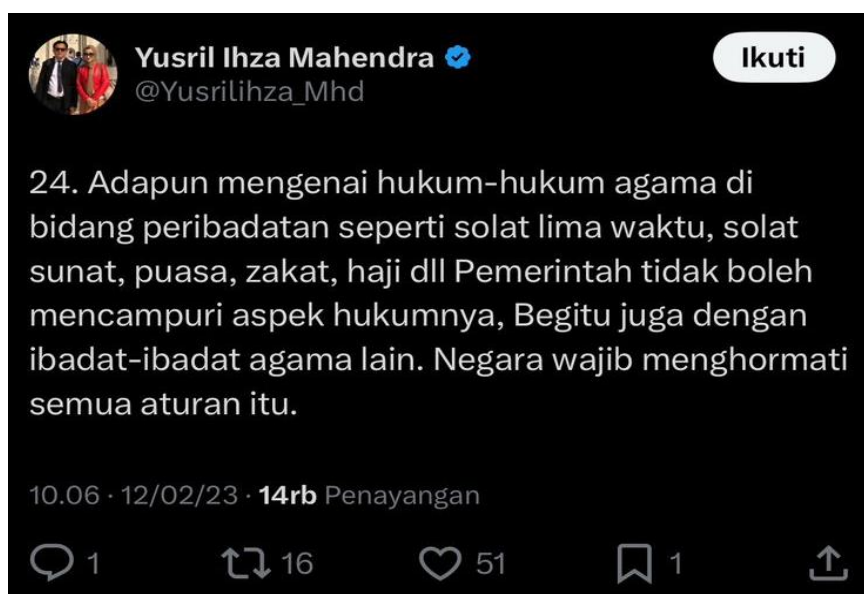 Yusril Ihza Mahendra
Ikuti
@Yusrilihza_Mhd
24. Adapun mengenai hukum-hukum agama di
bidang peribadatan seperti solat lima waktu, solat
sunat, puasa, zakat, haji dll Pemerintah tidak boleh
mencampuri aspek hukumnya, Begitu juga dengan
ibadat-ibadat agama lain. Negara wajib menghormati
semua aturan itu.
10.06 · 12/02/23 · 14rb Penayangan
1 16 51 1